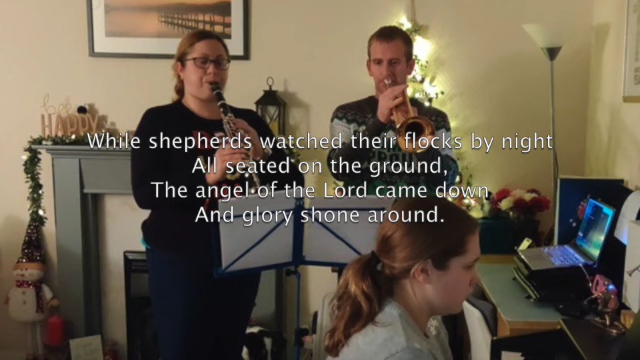 HAPPY
While shepherds watched their flocks by night
All seated on the ground,
The angel of the Lord came down
And glory shone around.